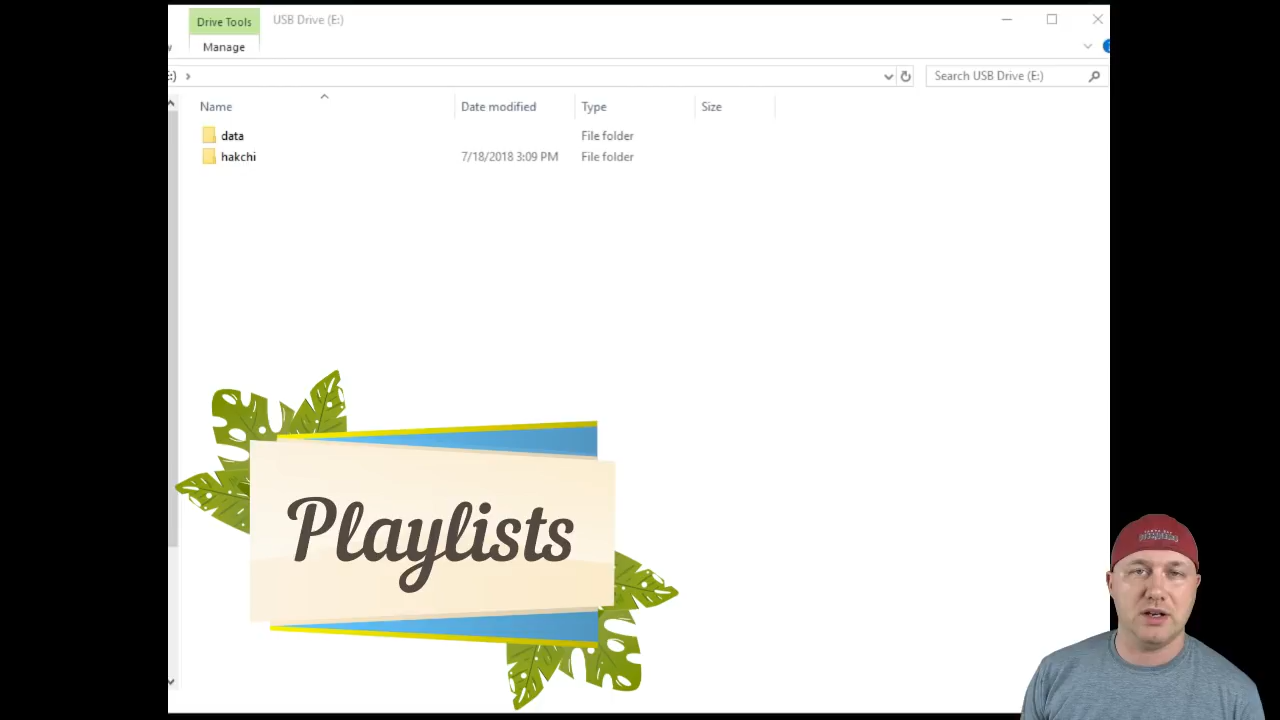 Drive Tools
USB Drive (E:)
Manage
Search USB Drive (E:)
Name
Date modified
Type
Size
data
File folder
hakchi
7/18/2018 3:09 PM
File folder
Playlists